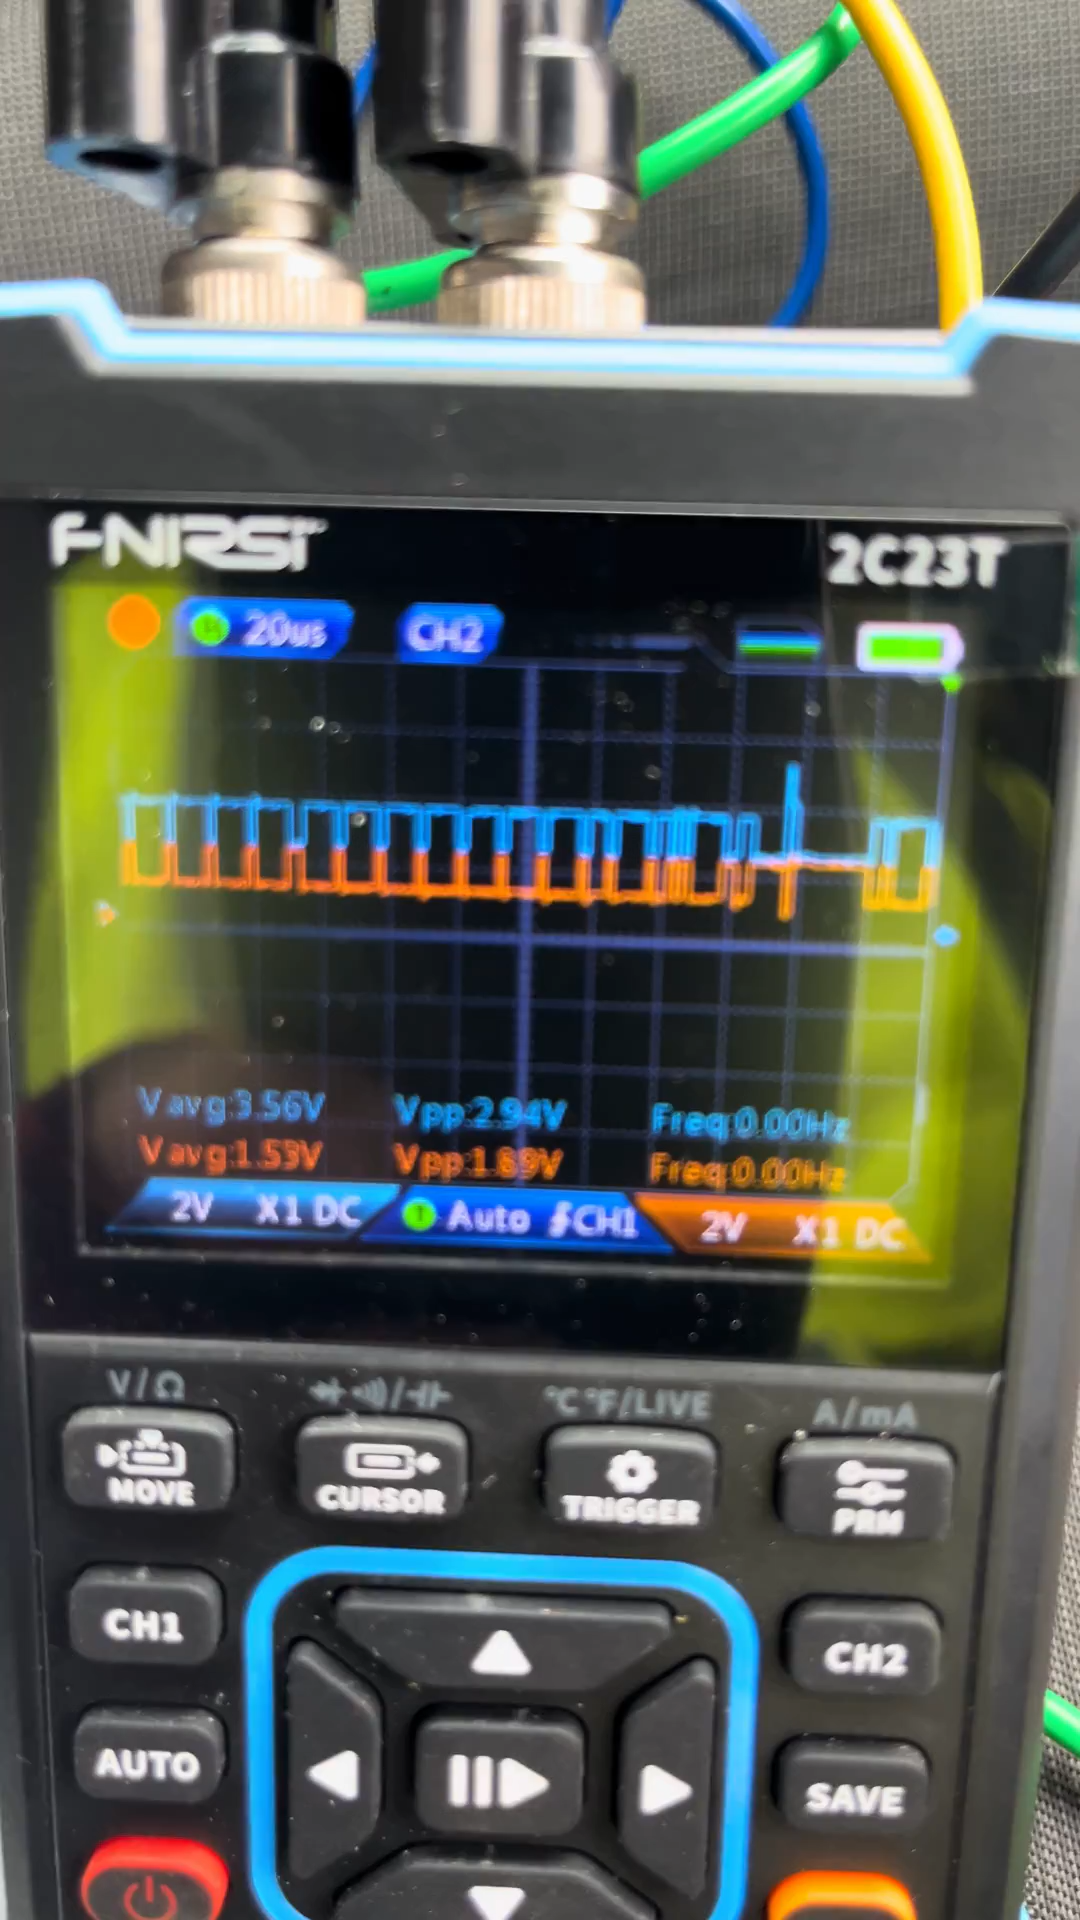 FNIRSI 2C23T
20us CH2
Vavg:3.56V Vpp:2.94V Freq:0.00Hz
Vavg:1.53V Vpp:1.89V Freq:0.00Hz
2V X1 DC Auto CH1 2V X1 DC
V/Ω °C °F/LIVE A/mA
MOVE CURSOR TRIGGER PRM
CH1 CH2
AUTO SAVE